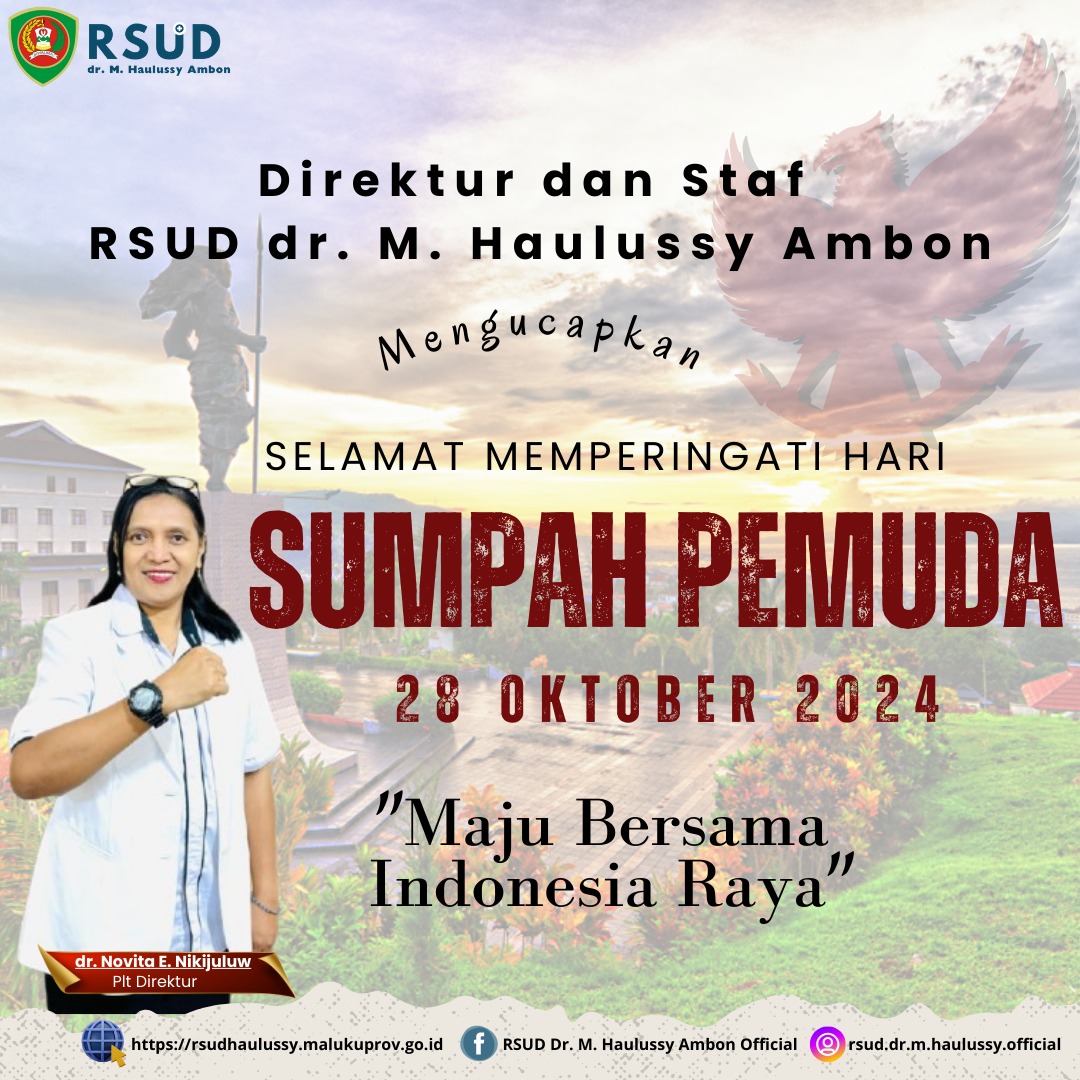 RSUD
dr. M. Haulussy Ambon
Direktur dan Staf
RSUD dr. M. Haulussy Ambon
Mengucapkan
SELAMAT MEMPERINGATI HARI
SUMPAH PEMUDA
28 OKTOBER 2024
"Maju Bersama
Indonesia Raya"
dr. Novita E. Nikijuluw
Plt Direktur
https://rsudhaulussy.malukuprov.go.id
RSUD Dr. M. Haulussy Ambon Official
rsud.dr.m.haulussy.official